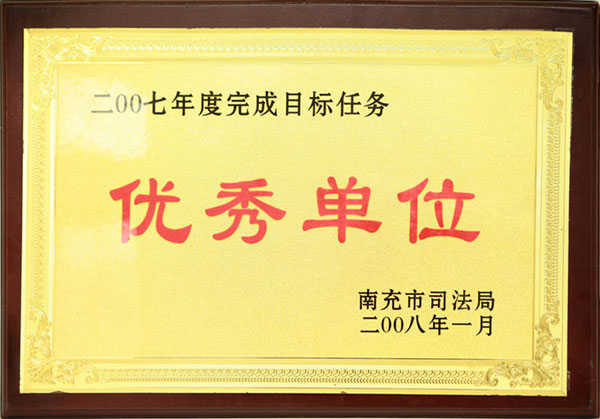 二00七年度完成目标任务
优秀单位
南充市司法局
二00八年一月